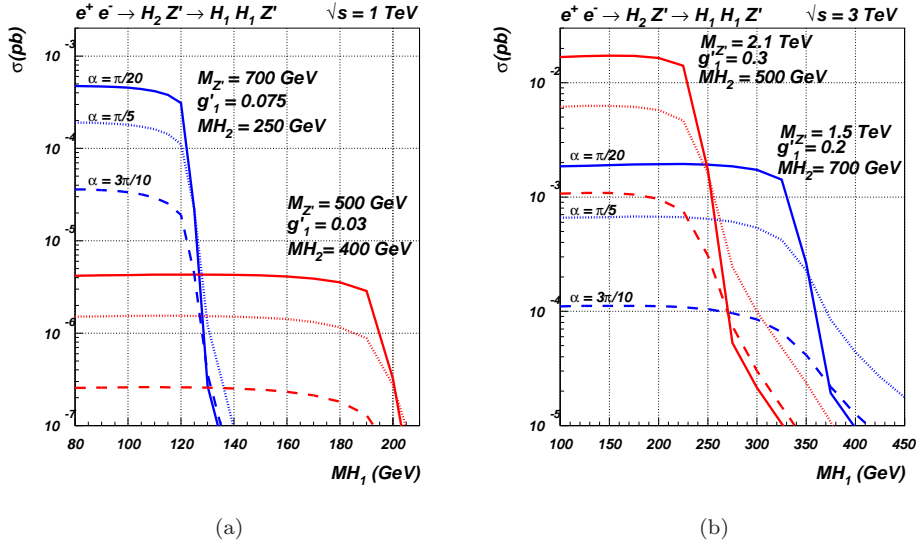 e⁺ e⁻ → H₂ Z' → H₁ H₁ Z' √s = 1 TeV
σ(pb)
10⁻³
10⁻⁴
10⁻⁵
10⁻⁶
10⁻⁷
α = π/20
α = π/5
α = 3π/10
M_Z' = 700 GeV
g'₁ = 0.075
MH₂ = 250 GeV
M_Z' = 500 GeV
g'₁ = 0.03
MH₂ = 400 GeV
80 100 120 140 160 180 200
MH₁ (GeV)
(a)
e⁺ e⁻ → H₂ Z' → H₁ H₁ Z' √s = 3 TeV
σ(pb)
10⁻²
10⁻³
10⁻⁴
10⁻⁵
M_Z' = 2.1 TeV
g'₁ = 0.3
MH₂ = 500 GeV
M_Z' = 1.5 TeV
g'₁ = 0.2
MH₂ = 700 GeV
α = π/20
α = π/5
α = 3π/10
100 150 200 250 300 350 400 450
MH₁ (GeV)
(b)